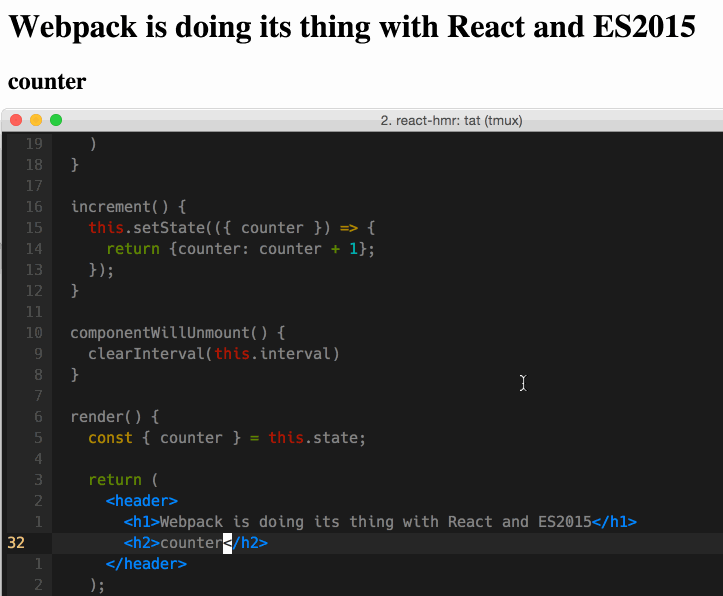 Webpack is doing its thing with React and ES2015
counter
2. react-hmr: tat (tmux)
19     )
18   }
17
16   increment() {
15     this.setState(({ counter }) => {
14       return {counter: counter + 1};
13     });
12   }
11
10   componentWillUnmount() {
9     clearInterval(this.interval)
8   }
7
6   render() {
5     const { counter } = this.state;
4
3     return (
2       <header>
1         <h1>Webpack is doing its thing with React and ES2015</h1>
32         <h2>counter</h2>
1       </header>
2     );